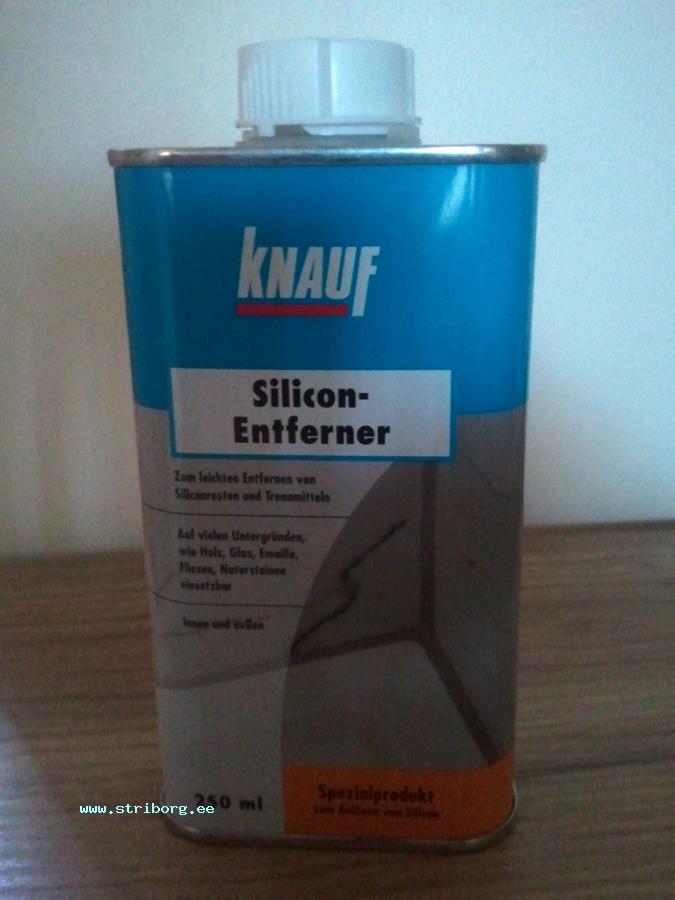 KNAUF
Silicon-
Entferner
Zum leichten Entfernen von
Siliconresten und Trennmitteln
Auf vielen Untergründen,
wie Holz, Glas, Emaille,
Fliesen, Natursteinen
einsetzbar
Innen und außen
250 ml
www.striborg.ee
Spezialprodukt
zum Anlösen von Silicon